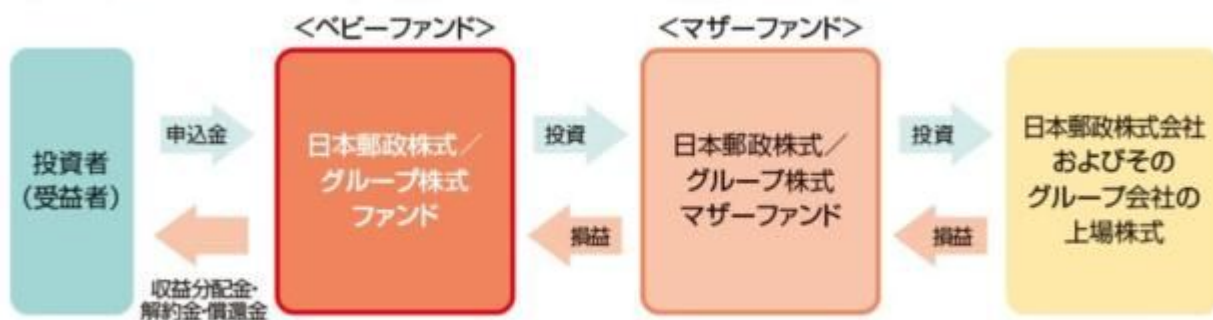 <ベビーファンド>
<マザーファンド>
投資者
(受益者)
申込金
収益分配金・
解約金・償還金
日本郵政株式／
グループ株式
ファンド
投資
損益
日本郵政株式／
グループ株式
マザーファンド
投資
損益
日本郵政株式会社
およびその
グループ会社の
上場株式